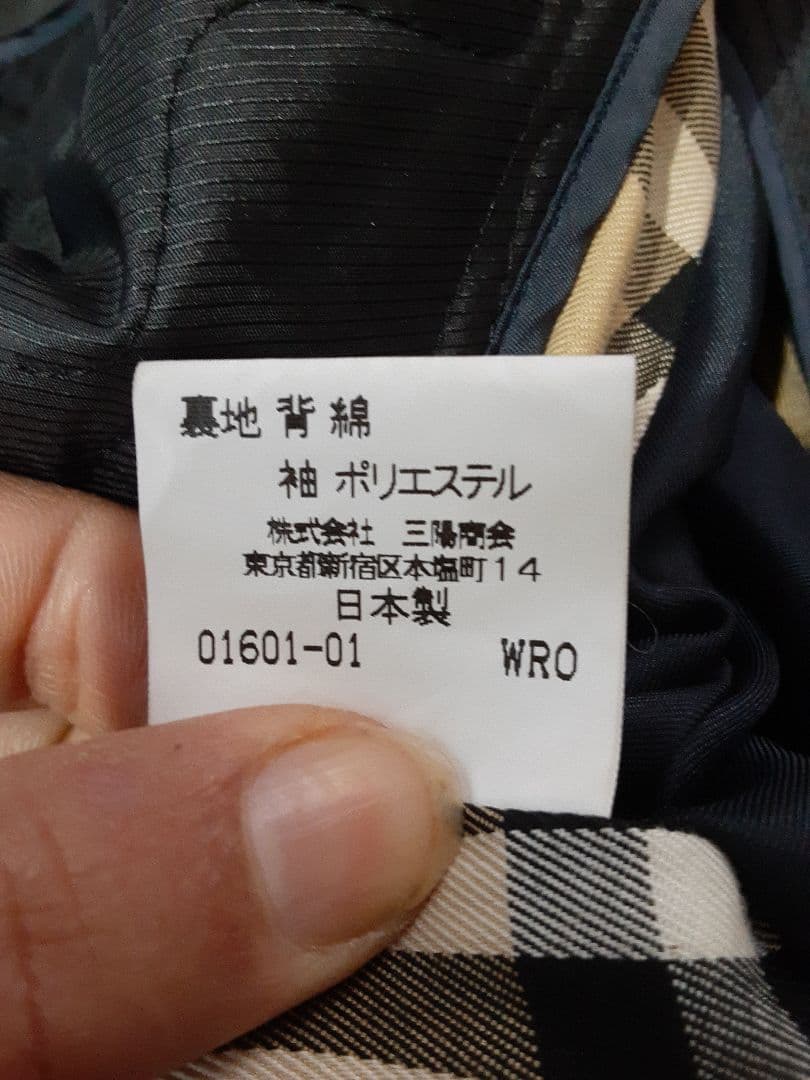 裏地 背 綿
袖 ポリエステル
株式会社 三陽商会
東京都新宿区本塩町14
日本製
01601-01 WRO